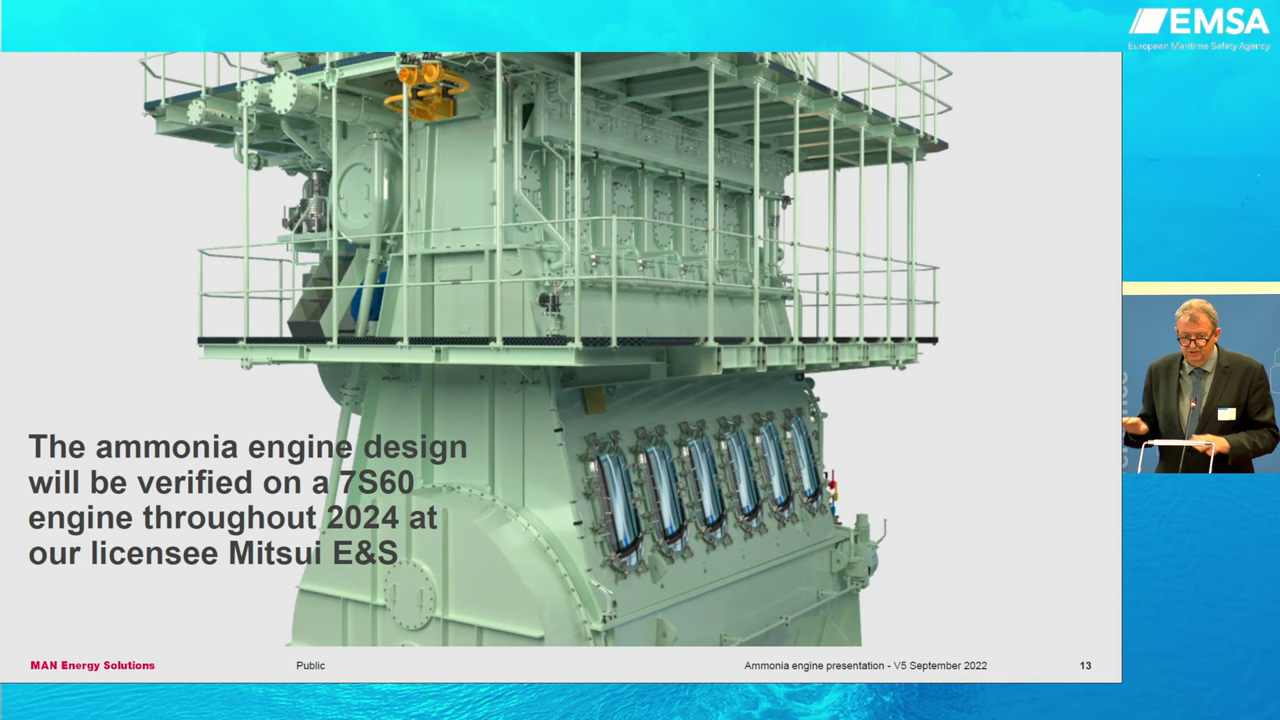 EMSA
European Maritime Safety Agency
The ammonia engine design
will be verified on a 7S60
engine throughout 2024 at
our licensee Mitsui E&S
MAN Energy Solutions
Public
Ammonia engine presentation - V5 September 2022
13